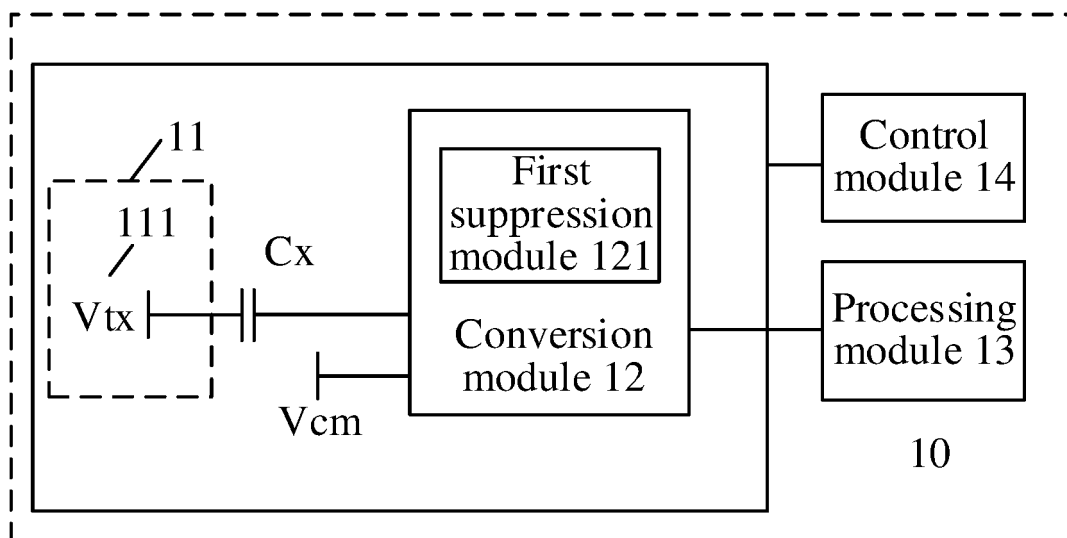 11
111
Vtx
Cx
Vcm
First
suppression
module 121
Conversion
module 12
Control
module 14
Processing
module 13
10